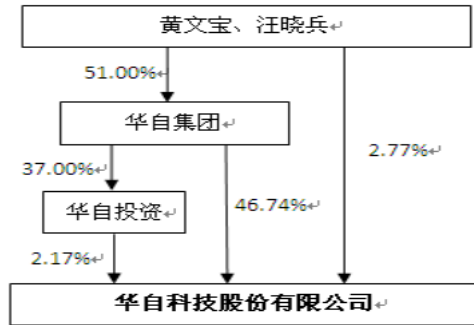 黄文宝、汪晓兵
51.00%
华自集团
2.77%
37.00%
46.74%
华自投资
2.17%
华自科技股份有限公司